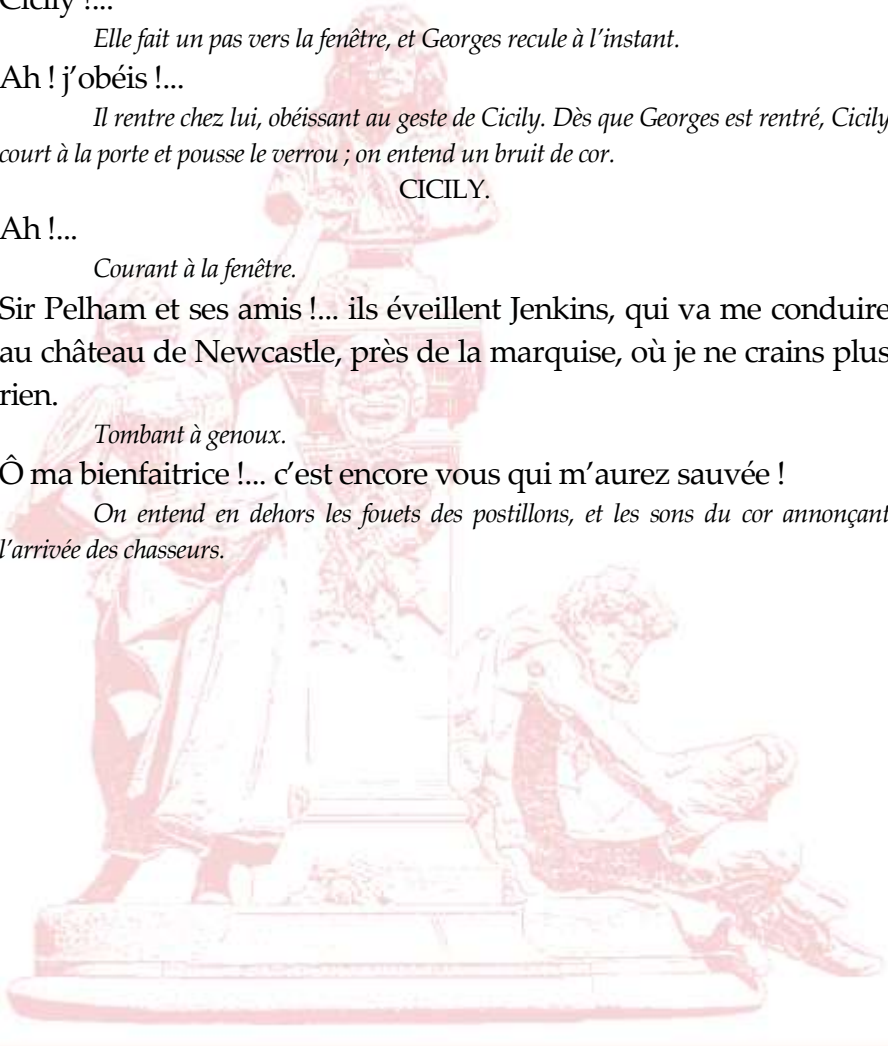 Cicily !...
Elle fait un pas vers la fenêtre, et Georges recule à l’instant.
Ah ! j’obéis !...
Il rentre chez lui, obéissant au geste de Cicily. Dès que Georges est rentré, Cicily
court à la porte et pousse le verrou ; on entend un bruit de cor.
CICILY.
Ah !...
Courant à la fenêtre.
Sir Pelham et ses amis !... ils éveillent Jenkins, qui va me conduire
au château de Newcastle, près de la marquise, où je ne crains plus
rien.
Tombant à genoux.
Ô ma bienfaitrice !... c’est encore vous qui m’aurez sauvée !
On entend en dehors les fouets des postillons, et les sons du cor annonçant
l’arrivée des chasseurs.